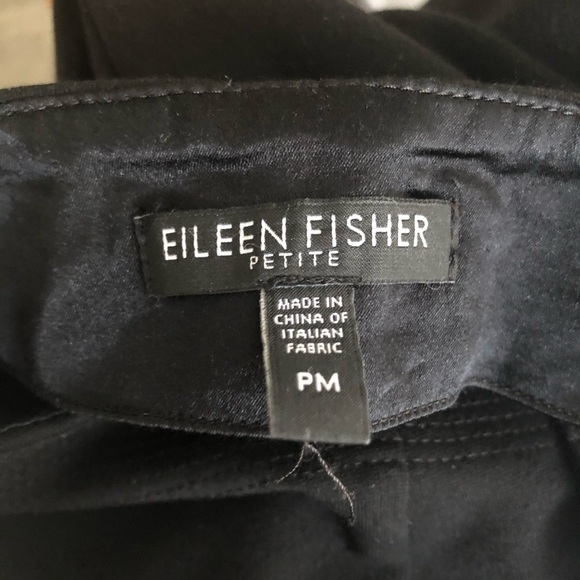 EILEEN FISHER
PETITE
MADE IN
CHINA OF
ITALIAN
FABRIC
PM